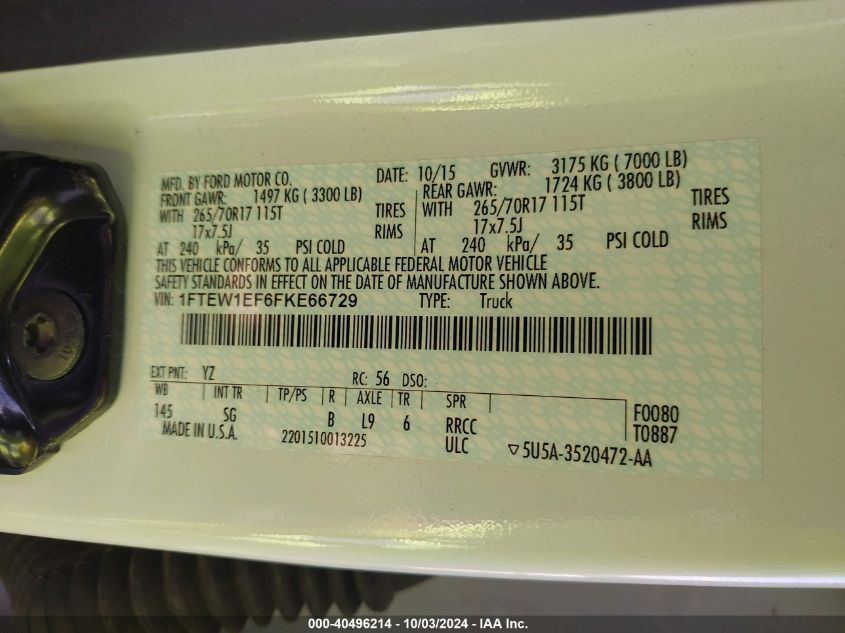 MFD. BY FORD MOTOR CO. DATE: 10/15 GVWR: 3175 KG ( 7000 LB)
FRONT GAWR: 1497 KG ( 3300 LB) REAR GAWR: 1724 KG ( 3800 LB)
WITH 265/70R17 115T TIRES WITH 265/70R17 115T TIRES
17x7.5J RIMS 17x7.5J RIMS
AT 240 kPa/ 35 PSI COLD AT 240 kPa/ 35 PSI COLD
THIS VEHICLE CONFORMS TO ALL APPLICABLE FEDERAL MOTOR VEHICLE
SAFETY STANDARDS IN EFFECT ON THE DATE OF MANUFACTURE SHOWN ABOVE.
VIN: 1FTEW1EF6FKE66729 TYPE: Truck
EXT PNT: YZ RC: 56 DSO:
WB INT TR TP/PS R AXLE TR SPR F0080
145 SG B L9 6 RRCC T0887
MADE IN U.S.A. 2201510013225 ULC ▽5U5A-3520472-AA
000-40496214 - 10/03/2024 - IAA Inc.